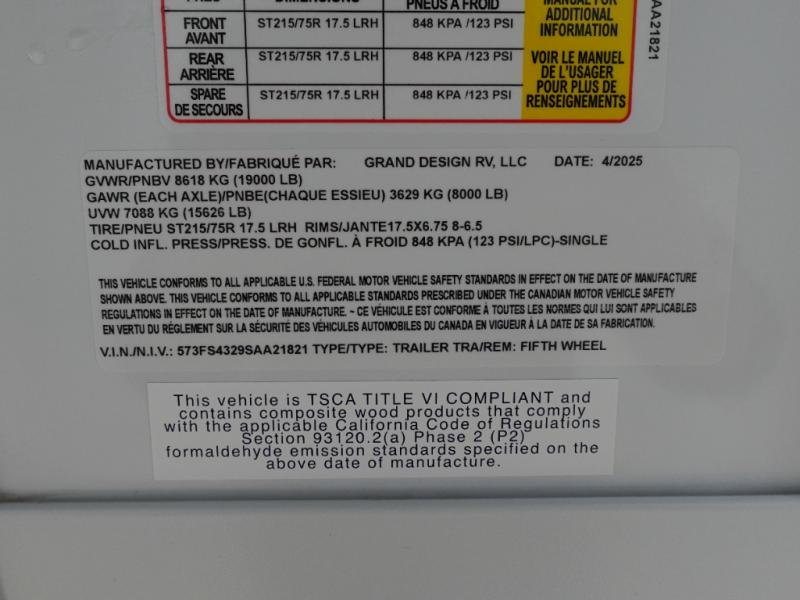 PNEUS À FROID
MANUAL FOR
ADDITIONAL
INFORMATION
FRONT
AVANT
ST215/75R 17.5 LRH
848 KPA /123 PSI
REAR
ARRIÈRE
ST215/75R 17.5 LRH
848 KPA /123 PSI
SPARE
DE SECOURS
ST215/75R 17.5 LRH
848 KPA /123 PSI
VOIR LE MANUEL
DE L'USAGER
POUR PLUS DE
RENSEIGNEMENTS
AA21821
MANUFACTURED BY/FABRIQUÉ PAR: GRAND DESIGN RV, LLC DATE: 4/2025
GVWR/PNBV 8618 KG (19000 LB)
GAWR (EACH AXLE)/PNBE(CHAQUE ESSIEU) 3629 KG (8000 LB)
UVW 7088 KG (15626 LB)
TIRE/PNEU ST215/75R 17.5 LRH RIMS/JANTE17.5X6.75 8-6.5
COLD INFL. PRESS/PRESS. DE GONFL. À FROID 848 KPA (123 PSI/LPC)-SINGLE
THIS VEHICLE CONFORMS TO ALL APPLICABLE U.S. FEDERAL MOTOR VEHICLE SAFETY STANDARDS IN EFFECT ON THE DATE OF MANUFACTURE
SHOWN ABOVE. THIS VEHICLE CONFORMS TO ALL APPLICABLE STANDARDS PRESCRIBED UNDER THE CANADIAN MOTOR VEHICLE SAFETY
REGULATIONS IN EFFECT ON THE DATE OF MANUFACTURE. ~ CE VÉHICULE EST CONFORME À TOUTES LES NORMES QUI LUI SONT APPLICABLES
EN VERTU DU RÉGLEMENT SUR LA SÉCURITÉ DES VÉHICULES AUTOMOBILES DU CANADA EN VIGUEUR À LA DATE DE SA FABRICATION.
V.I.N./N.I.V.: 573FS4329SAA21821 TYPE/TYPE: TRAILER TRA/REM: FIFTH WHEEL
This vehicle is TSCA TITLE VI COMPLIANT and
contains composite wood products that comply
with the applicable California Code of Regulations
Section 93120.2(a) Phase 2 (P2)
formaldehyde emission standards specified on the
above date of manufacture.